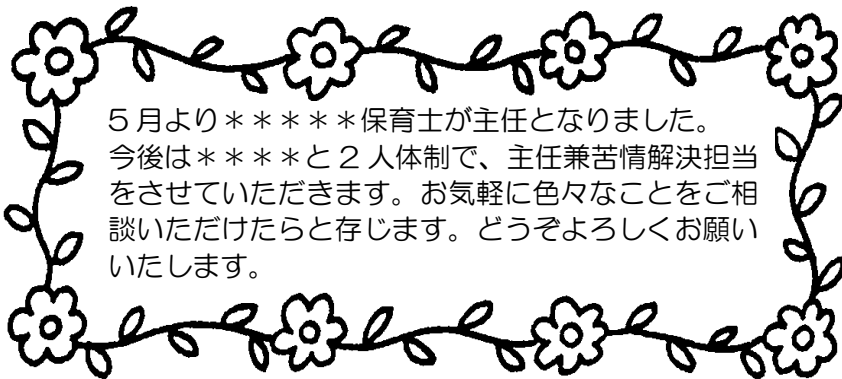 5月より＊＊＊＊＊保育士が主任となりました。
今後は＊＊＊＊と2人体制で、主任兼苦情解決担当
をさせていただきます。お気軽に色々なことをご相
談いただけたらと存じます。どうぞよろしくお願い
いたします。